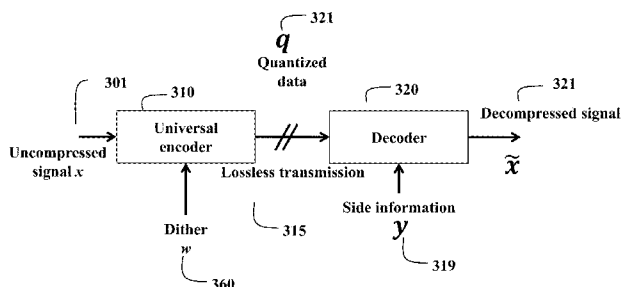 321
q
Quantized
data
301
310
320
321
Decompressed signal
Universal
encoder
Decoder
Uncompressed
signal x
Lossless transmission
x̃
Dither
w
315
Side information
y
319
360